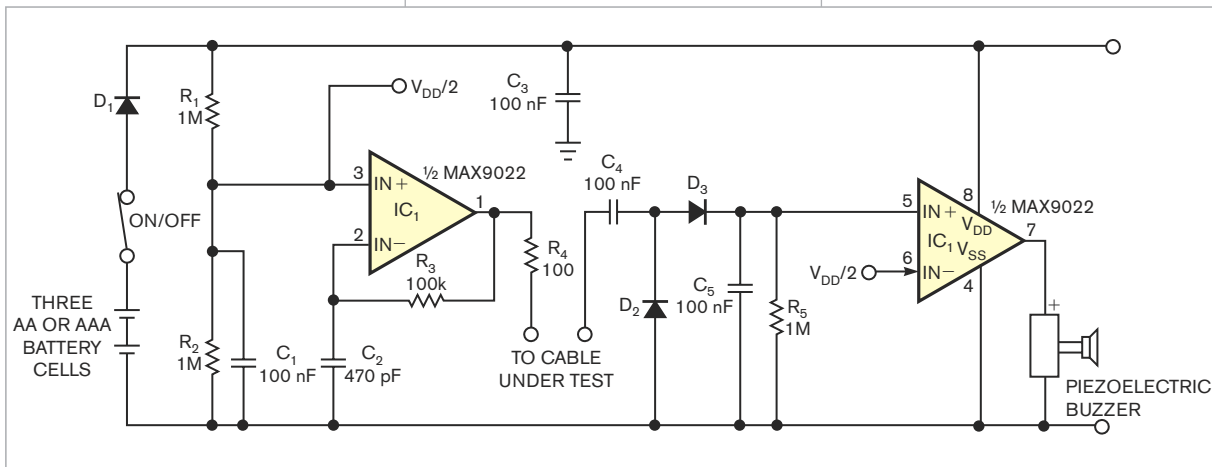 D1
R1
1M
VDD/2
C3
100 nF
ON/OFF
3
IN+
½ MAX9022
IC1
1
2
IN−
R3
100k
R4
100
C4
100 nF
D3
5
IN+
8
VDD
½ MAX9022
7
IC1
VSS
VDD/2
6
IN−
4
THREE
AA OR AAA
BATTERY
CELLS
R2
1M
C1
100 nF
C2
470 pF
TO CABLE
UNDER TEST
D2
C5
100 nF
R5
1M
+
PIEZOELECTRIC
BUZZER